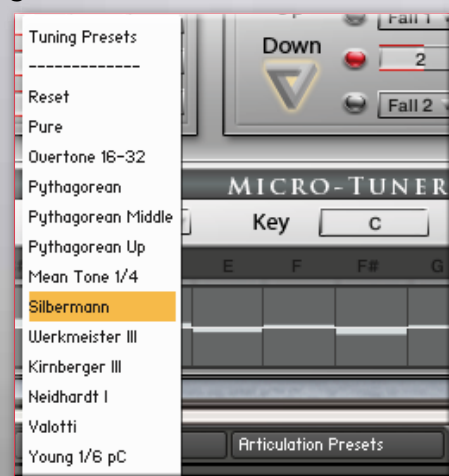 Tuning Presets
-------------
Reset
Pure
Overtone 16-32
Pythagorean
Pythagorean Middle
Pythagorean Up
Mean Tone 1/4
Silbermann
Werkmeister III
Kirnberger III
Neidhardt I
Valotti
Young 1/6 pC
Fall 1
Down
2
Fall 2
MICRO-TUNER
Key
C
E F F# G
Articulation Presets